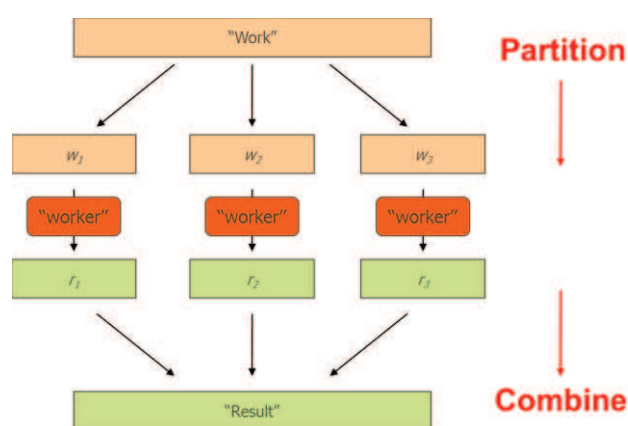 “Work”
Partition
w₁
w₂
w₃
“worker”
“worker”
“worker”
r₁
r₂
r₃
“Result”
Combine